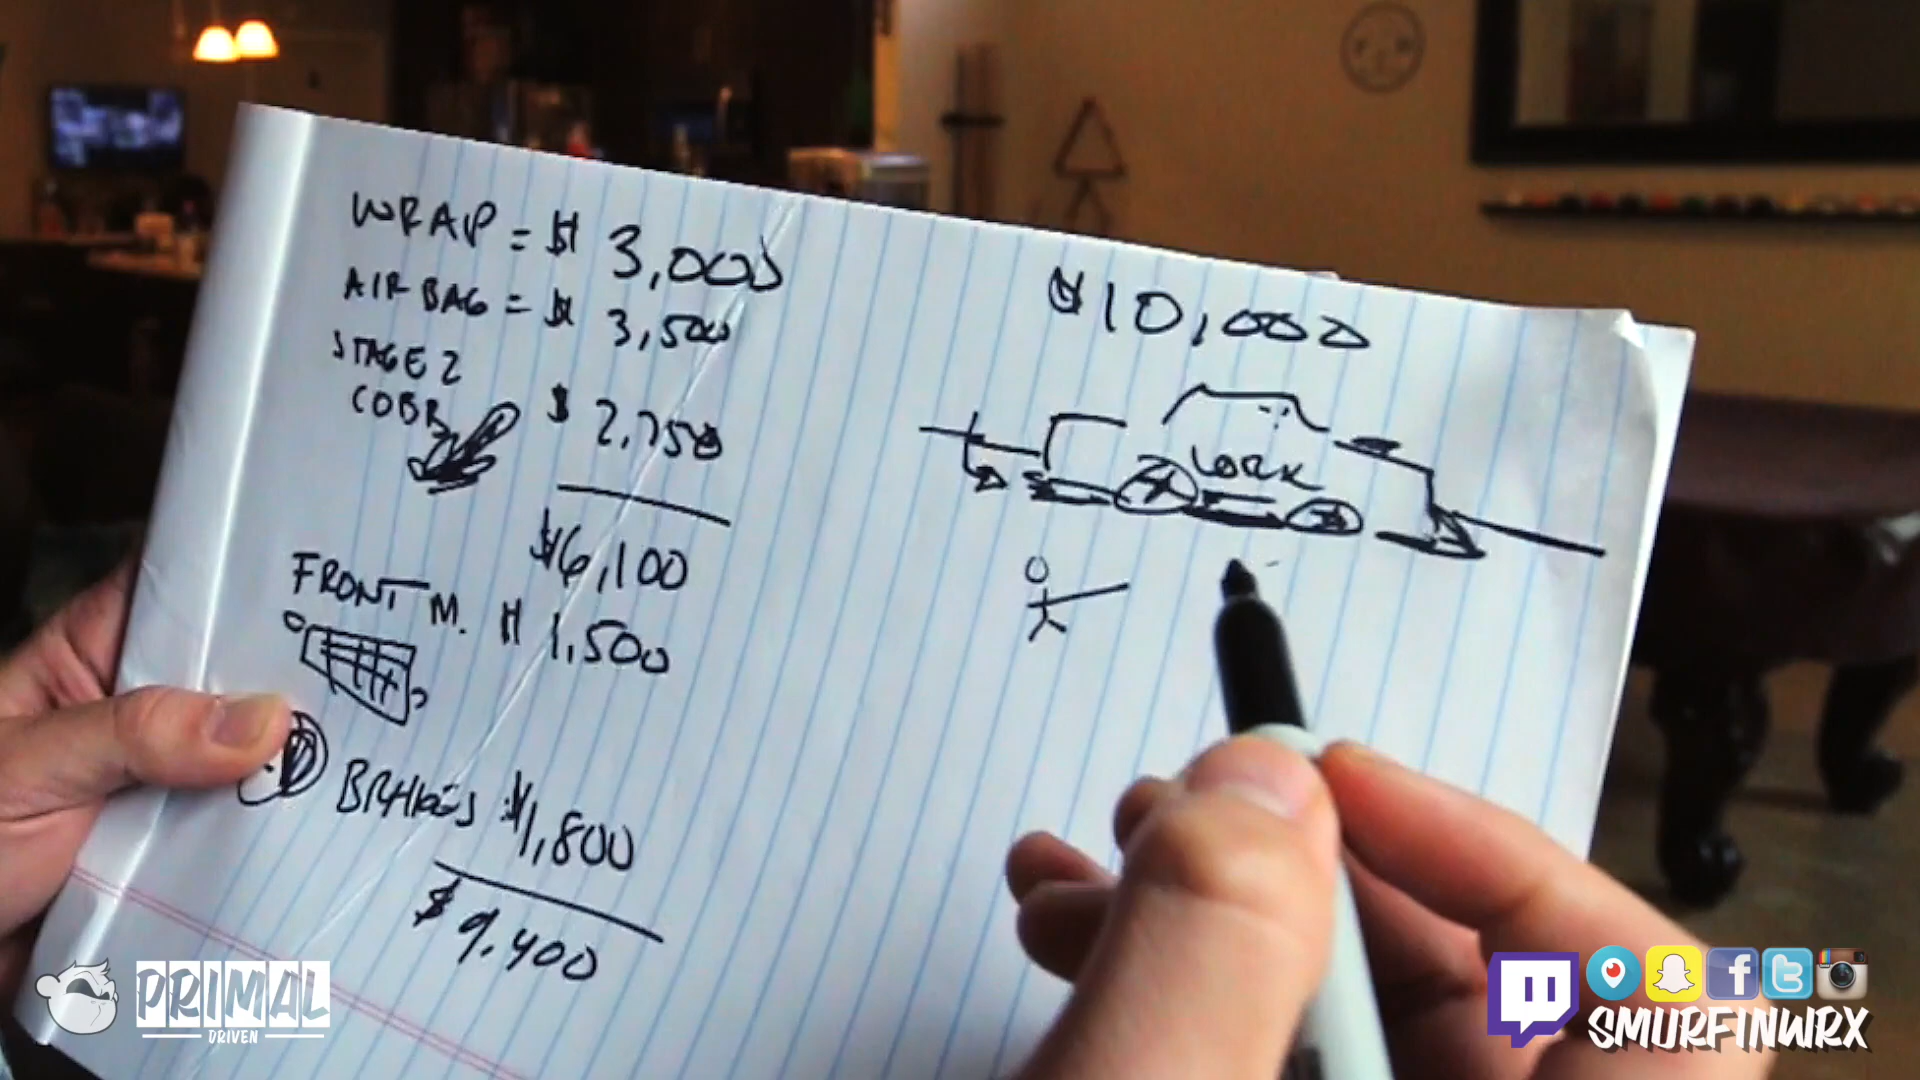 WRAP = $ 3,000
AIR BAG = $ 3,500
STAGE 2
COBB $ 2,750
$6,100
FRONT M. $ 1,500
BRAKES $1,800
$9,400
$10,000
WORK
PRIMAL
DRIVEN
SMURFINWRX